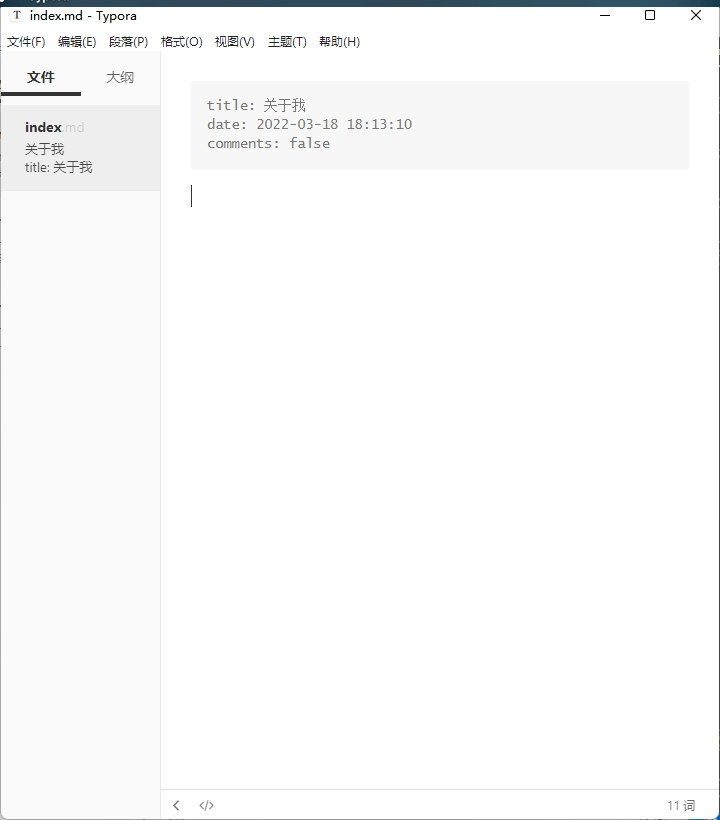 T index.md - Typora
文件(F) 编辑(E) 段落(P) 格式(O) 视图(V) 主题(T) 帮助(H)
文件 大纲
index.md
关于我
title: 关于我
title: 关于我
date: 2022-03-18 18:13:10
comments: false
</> 11 词